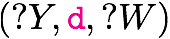 (?Y, d, ?W)